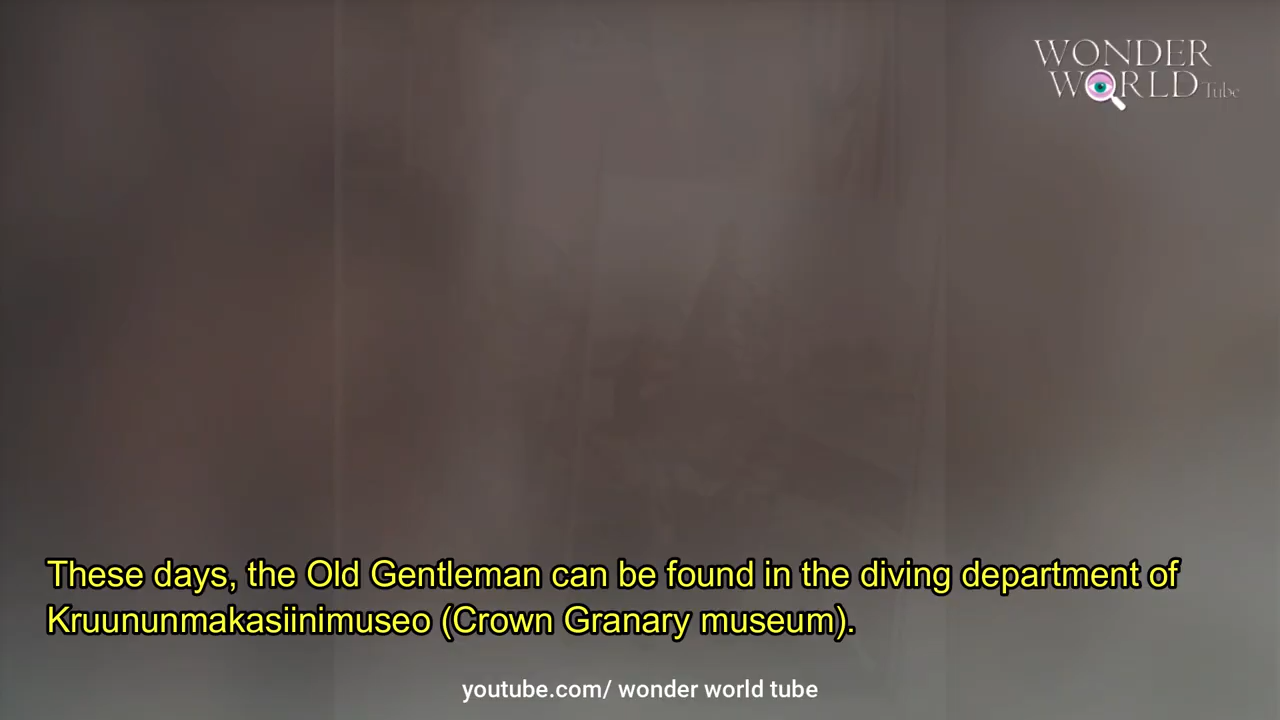 WONDER
WORLD Tube
These days, the Old Gentleman can be found in the diving department of
Kruununmakasiinimuseo (Crown Granary museum).
youtube.com/ wonder world tube